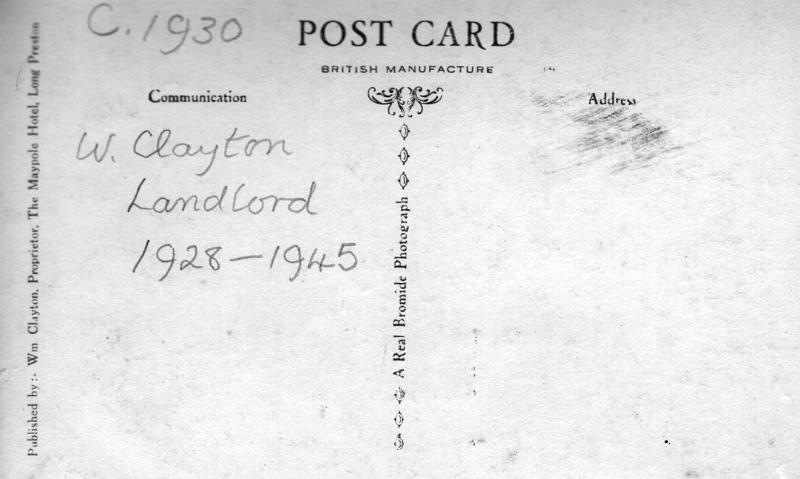 C. 1930
POST CARD
BRITISH MANUFACTURE
Communication
Address
W. Clayton
Landlord
1928-1945
A Real Bromide Photograph
Published by:- Wm Clayton, Proprietor, The Maypole Hotel, Long Preston